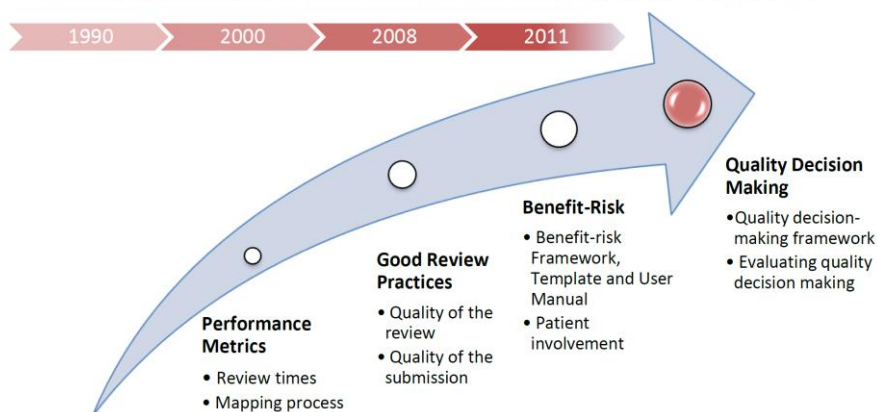 1990
2000
2008
2011
Performance
Metrics
• Review times
• Mapping process
Good Review
Practices
• Quality of the
review
• Quality of the
submission
Benefit-Risk
• Benefit-risk
Framework,
Template and User
Manual
• Patient
involvement
Quality Decision
Making
•Quality decision-
making framework
• Evaluating quality
decision making